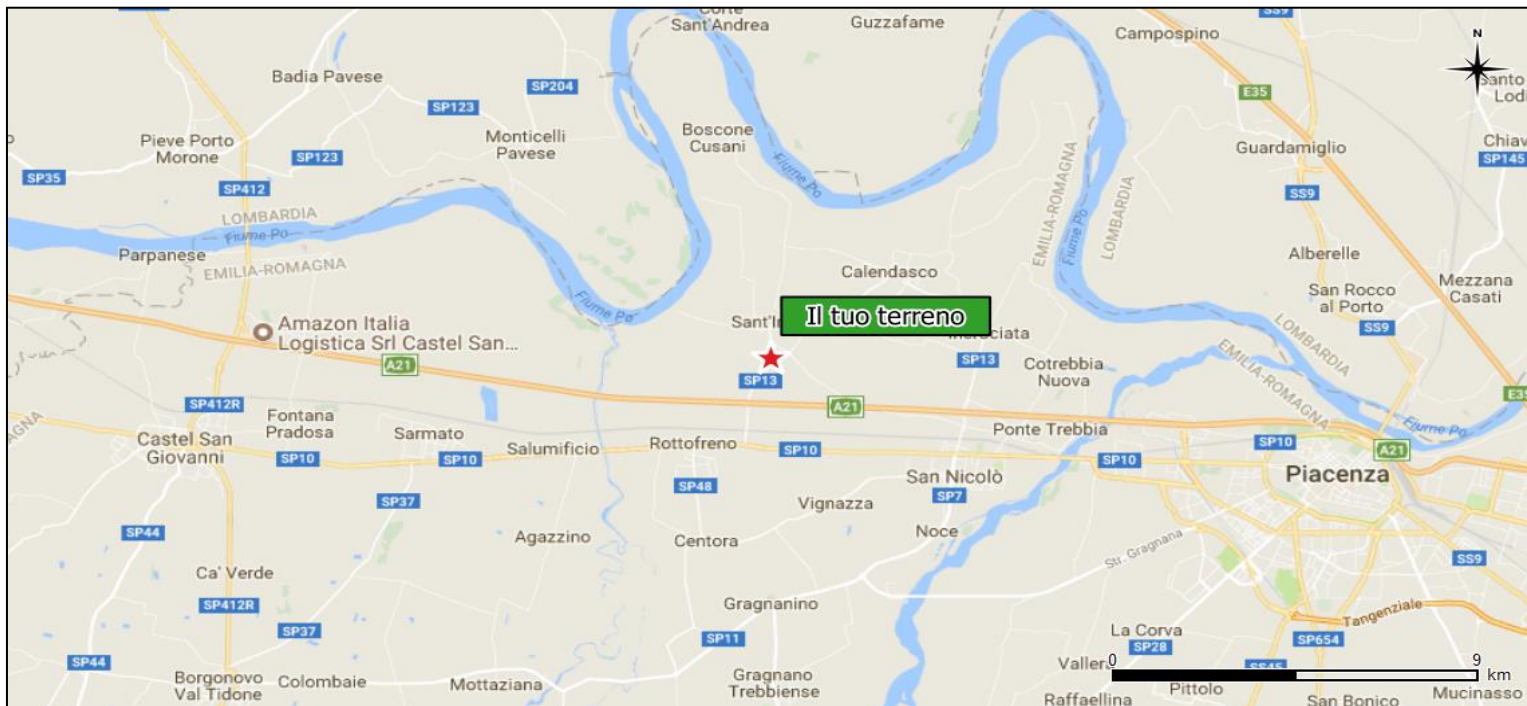 Corte
Sant'Andrea
Guzzafame
SS9
Campospino
N
Santo
Lodi
Badia Pavese
SP204
SP123
E35
Pieve Porto
Morone
SP123
Monticelli
Pavese
Boscone
Cusani
Guardamiglio
Chiav
SP145
SP35
SP412
SS9
LOMBARDIA
Fiume Po
EMILIA-ROMAGNA
Parpanese
Fiume Po
EMILIA-ROMAGNA
Fiume Po
LOMBARDIA
Alberelle
Calendasco
Mezzana
Casati
San Rocco
al Porto
SS9
Fiume Po
Amazon Italia
Logistica Srl Castel San...
A21
Sant'I
Il tuo terreno
SP13
SP13
Cotrebbia
Nuova
LOMBARDIA
EMILIA-ROMAGNA
E35
Fiume Po
SP412R
A21
Fontana
Pradosa
Castel San
Giovanni
SP10
Sarmato
SP10
Salumificio
Rottofreno
SP10
Ponte Trebbia
SP10
SP10
A21
Piacenza
SP48
San Nicolò
SP7
SP37
Vignazza
SP44
Agazzino
Centora
Noce
Str. Gragnana
SS9
Ca' Verde
SP412R
SP37
Gragnanino
SP11
Tangenziale
La Corva
SP28
SP654
SP44
Borgonovo
Val Tidone
Colombaie
Mottaziana
Gragnano
Trebbiense
Vallera
SS45
0
9
km
Raffaellina
Pittolo
San Bonico
Mucinasso